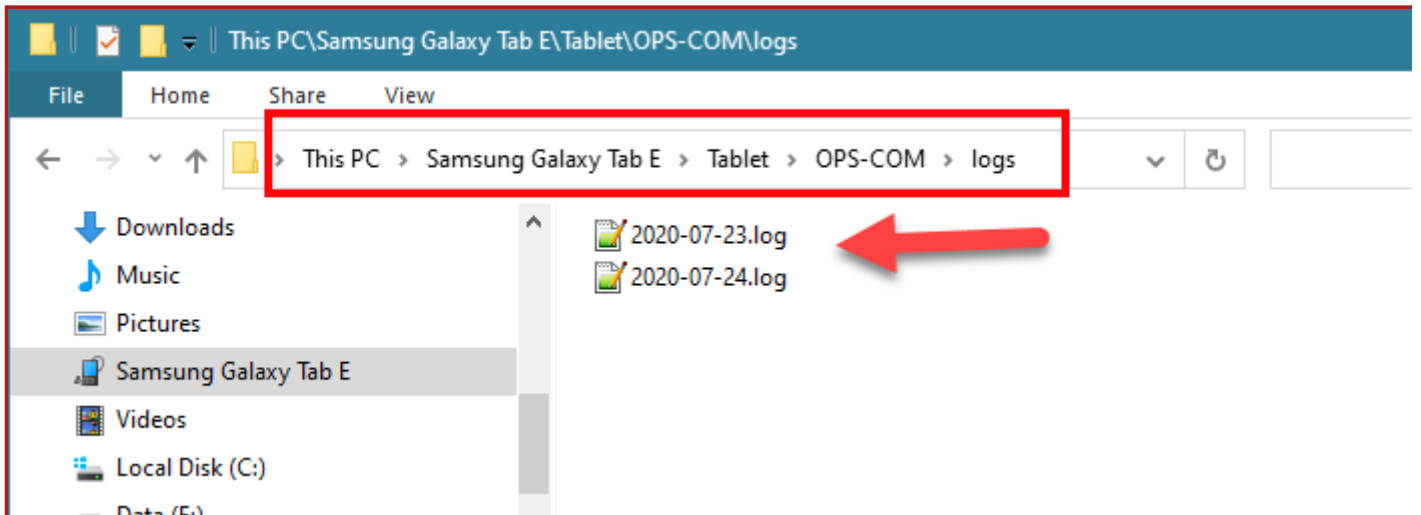 This PC\Samsung Galaxy Tab E\Tablet\OPS-COM\logs
File Home Share View
This PC > Samsung Galaxy Tab E > Tablet > OPS-COM > logs
Downloads
Music
Pictures
Samsung Galaxy Tab E
Videos
Local Disk (C:)
2020-07-23.log
2020-07-24.log